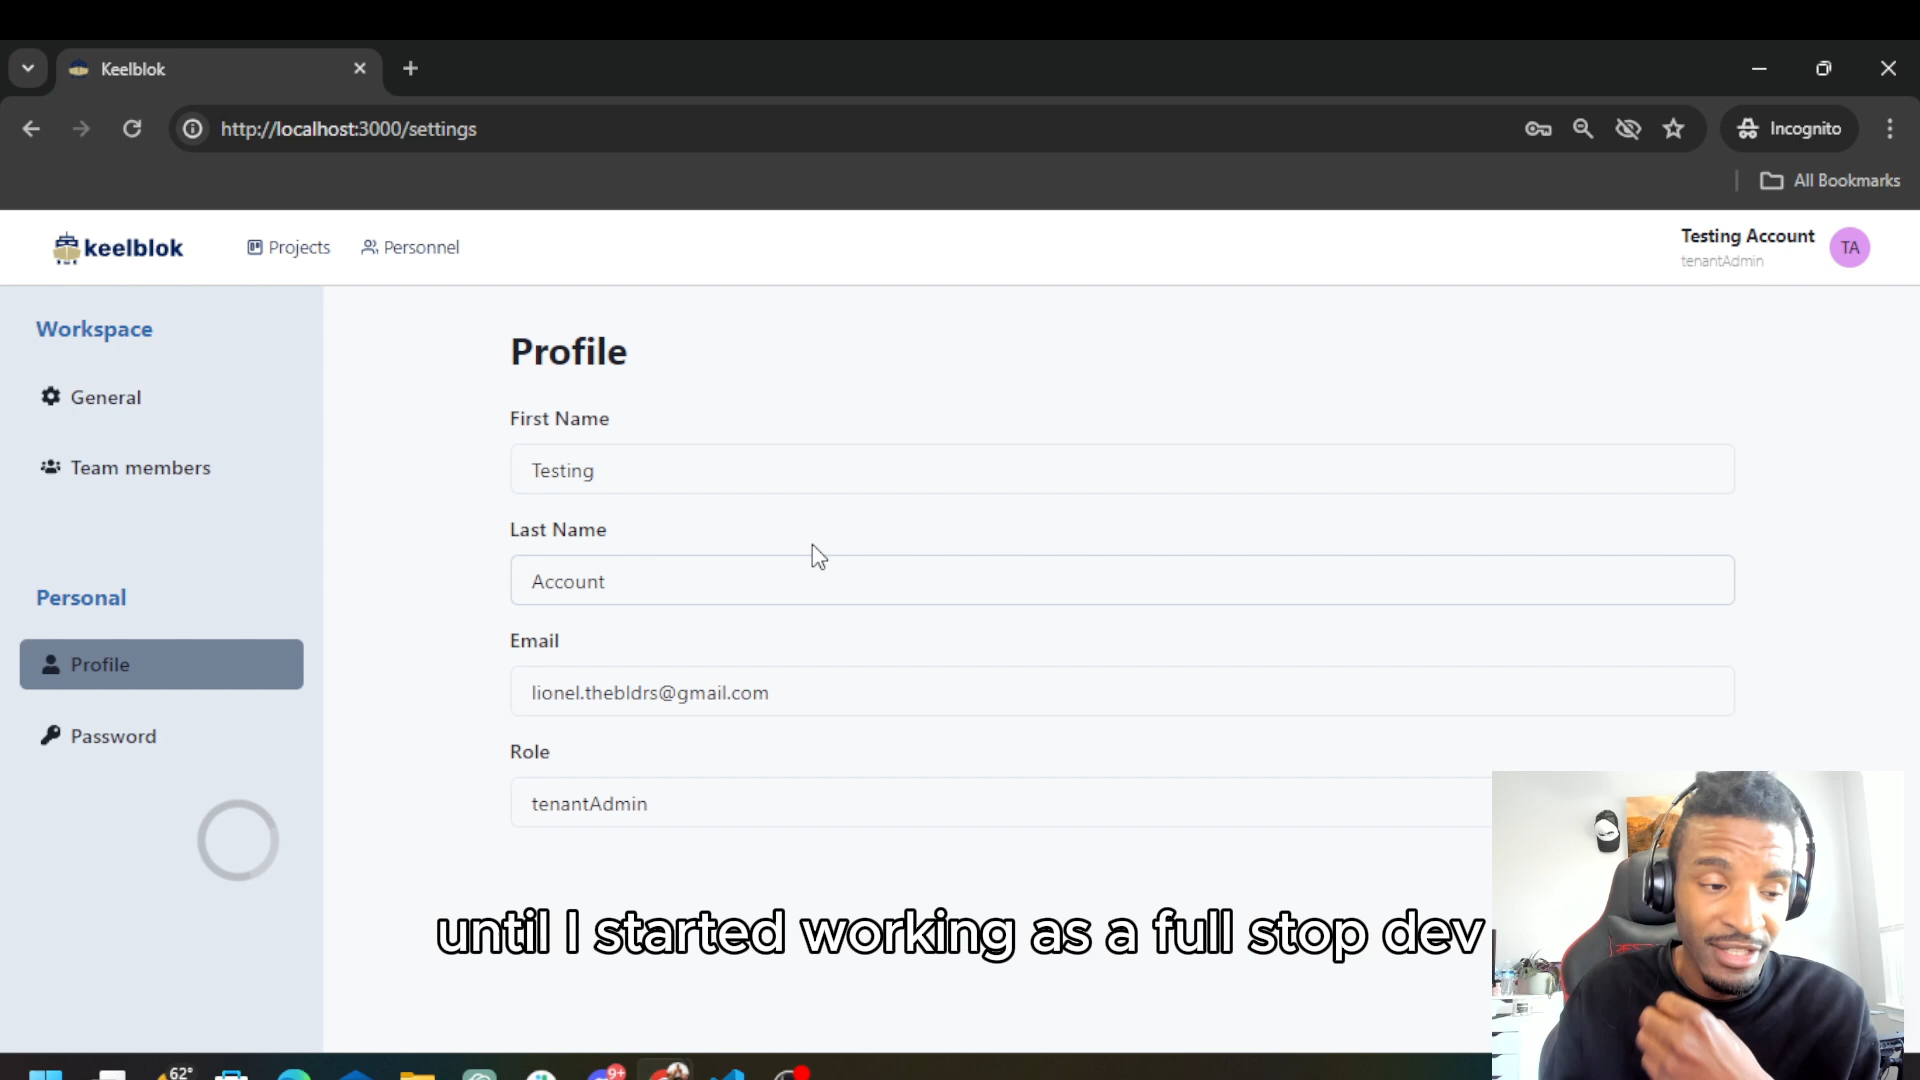 Keelblok
http://localhost:3000/settings
Incognito
All Bookmarks
keelblok
Projects
Personnel
Testing Account
tenantAdmin
TA
Workspace
General
Team members
Personal
Profile
Password
Profile
First Name
Testing
Last Name
Account
Email
lionel.thebldrs@gmail.com
Role
tenantAdmin
until I started working as a full stop dev
62°
9+